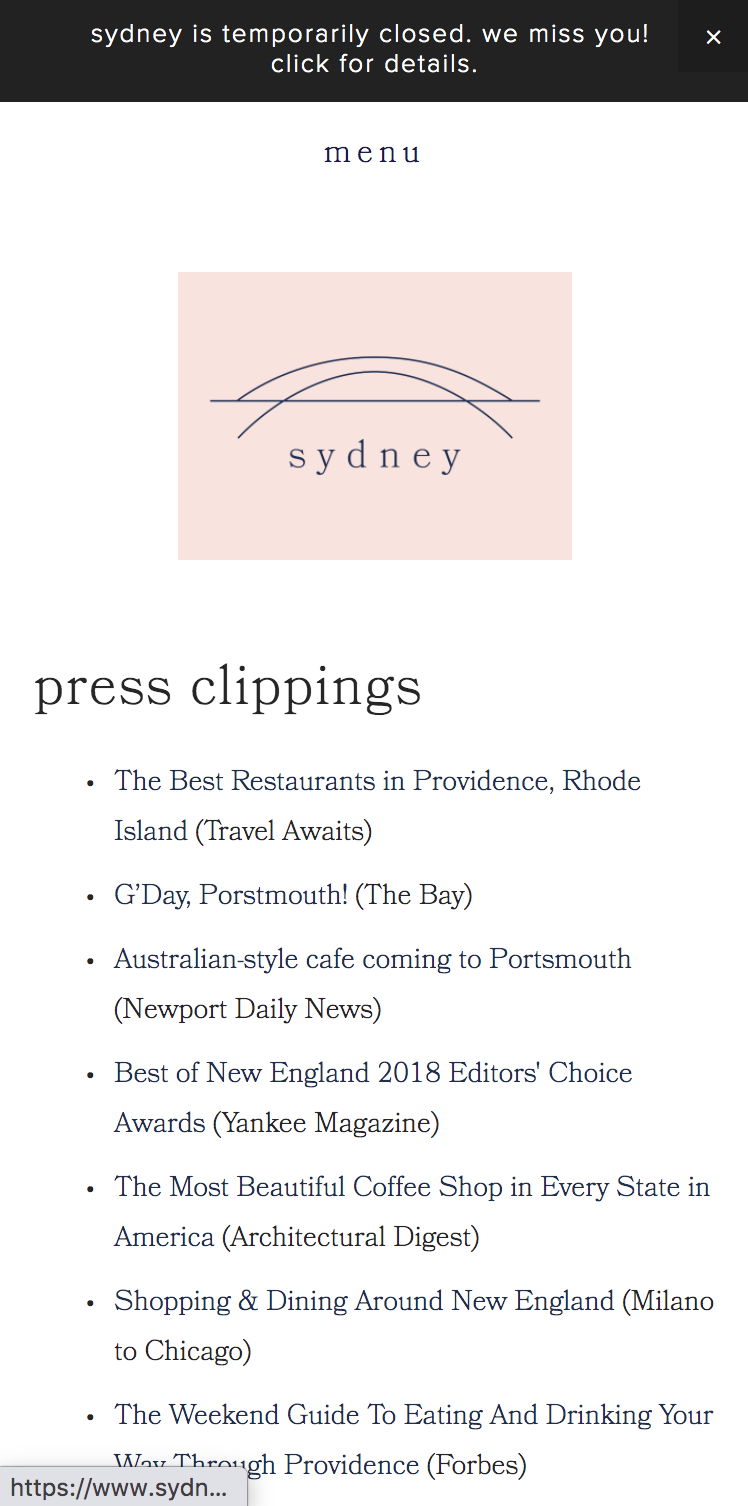 sydney is temporarily closed. we miss you!
click for details.
×
menu
sydney
press clippings
• The Best Restaurants in Providence, Rhode
Island (Travel Awaits)
• G’Day, Porstmouth! (The Bay)
• Australian-style cafe coming to Portsmouth
(Newport Daily News)
• Best of New England 2018 Editors' Choice
Awards (Yankee Magazine)
• The Most Beautiful Coffee Shop in Every State in
America (Architectural Digest)
• Shopping & Dining Around New England (Milano
to Chicago)
• The Weekend Guide To Eating And Drinking Your
Way Through Providence (Forbes)
https://www.sydn...